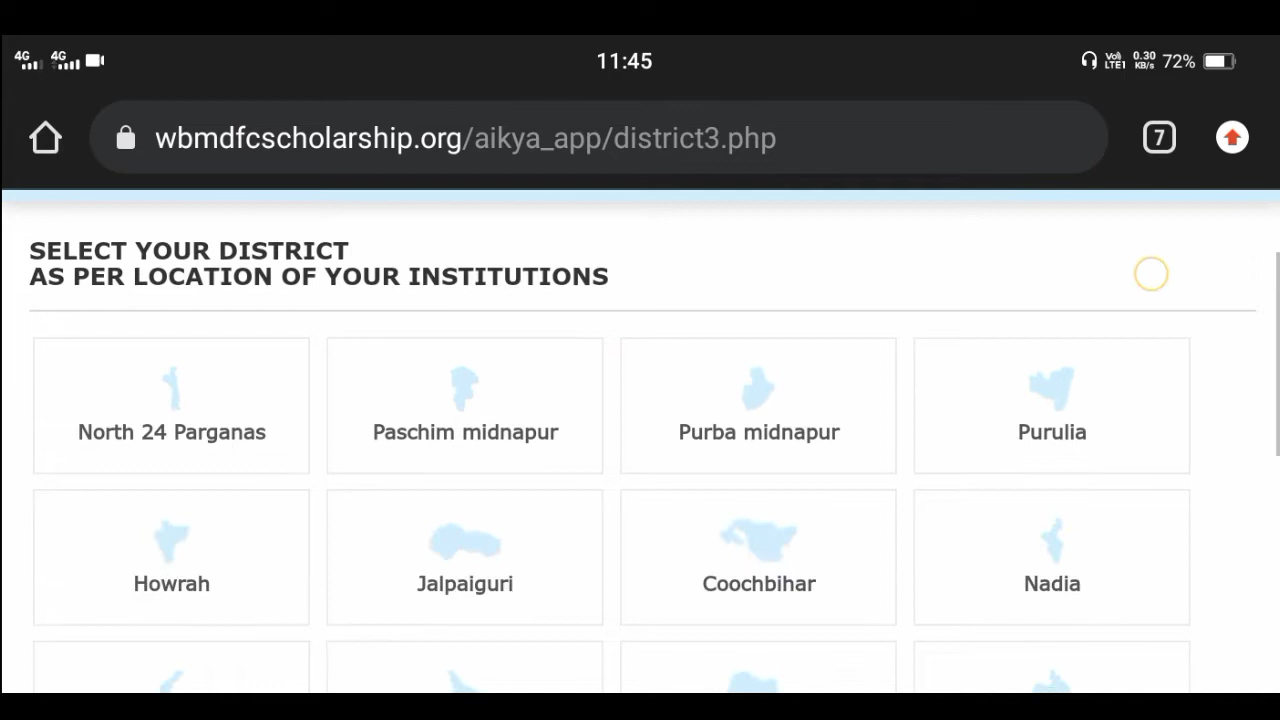 4G 4G 11:45 Vo) LTE1 0.30 KB/s 72%
wbmdfcscholarship.org/aikya_app/district3.php 7
SELECT YOUR DISTRICT
AS PER LOCATION OF YOUR INSTITUTIONS
North 24 Parganas Paschim midnapur Purba midnapur Purulia
Howrah Jalpaiguri Coochbihar Nadia